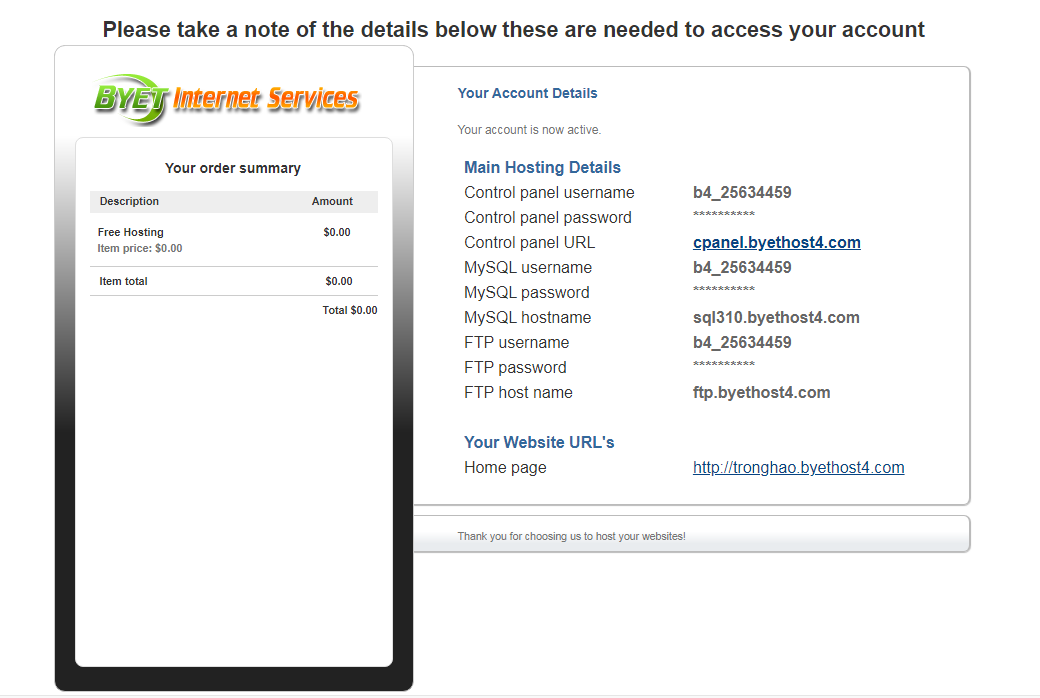 Please take a note of the details below these are needed to access your account
BYET Internet Services
Your order summary
Description Amount
Free Hosting $0.00
Item price: $0.00
Item total $0.00
Total $0.00
Your Account Details
Your account is now active.
Main Hosting Details
Control panel username b4_25634459
Control panel password **********
Control panel URL cpanel.byethost4.com
MySQL username b4_25634459
MySQL password **********
MySQL hostname sql310.byethost4.com
FTP username b4_25634459
FTP password **********
FTP host name ftp.byethost4.com
Your Website URL's
Home page http://tronghao.byethost4.com
Thank you for choosing us to host your websites!